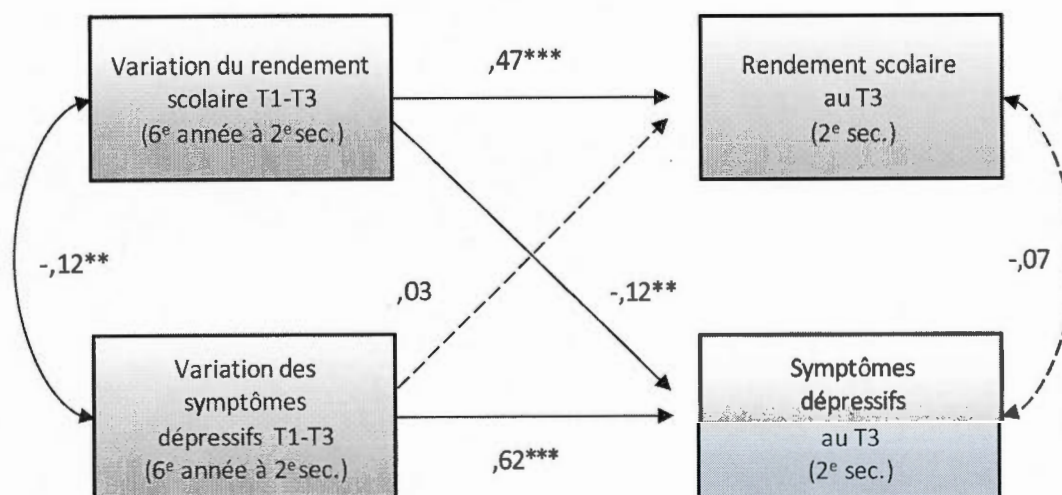 Variation du rendement
scolaire T1-T3
(6e année à 2e sec.)
,47***
Rendement scolaire
au T3
(2e sec.)
-,12**
,03
-,12**
-,07
Variation des
symptômes
dépressifs T1-T3
(6e année à 2e sec.)
,62***
Symptômes
dépressifs
au T3
(2e sec.)